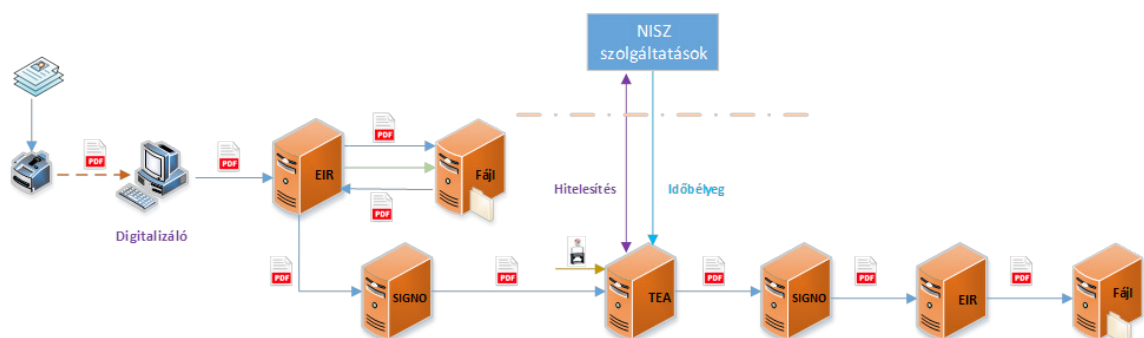 NISZ
szolgáltatások
PDF
PDF
PDF
EIR
Fájl
PDF
Hitelesítés
Időbélyeg
Digitalizáló
PDF
PDF
PDF
PDF
PDF
SIGNO
TEA
SIGNO
EIR
Fájl